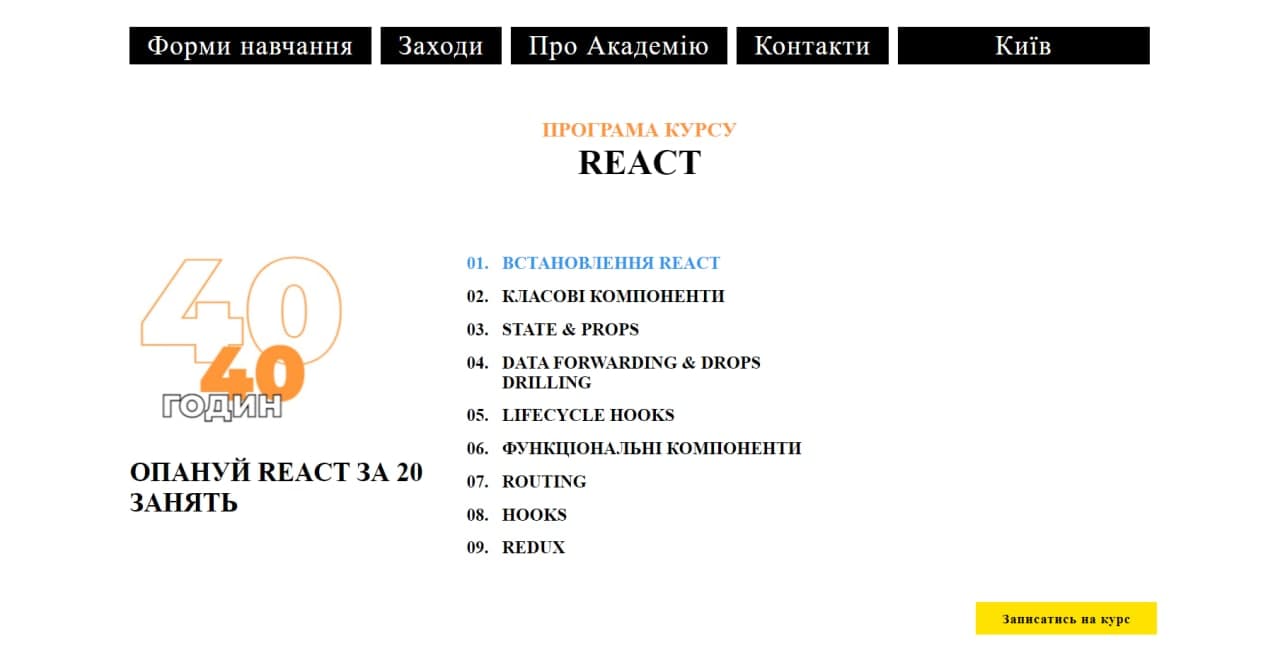 Форми навчання Заходи Про Академію Контакти Київ
ПРОГРАМА КУРСУ
REACT
40
40
ГОДИН
ОПАНУЙ REACT ЗА 20
ЗАНЯТЬ
01. ВСТАНОВЛЕННЯ REACT
02. КЛАСОВІ КОМПОНЕНТИ
03. STATE & PROPS
04. DATA FORWARDING & DROPS
DRILLING
05. LIFECYCLE HOOKS
06. ФУНКЦІОНАЛЬНІ КОМПОНЕНТИ
07. ROUTING
08. HOOKS
09. REDUX
Записатись на курс